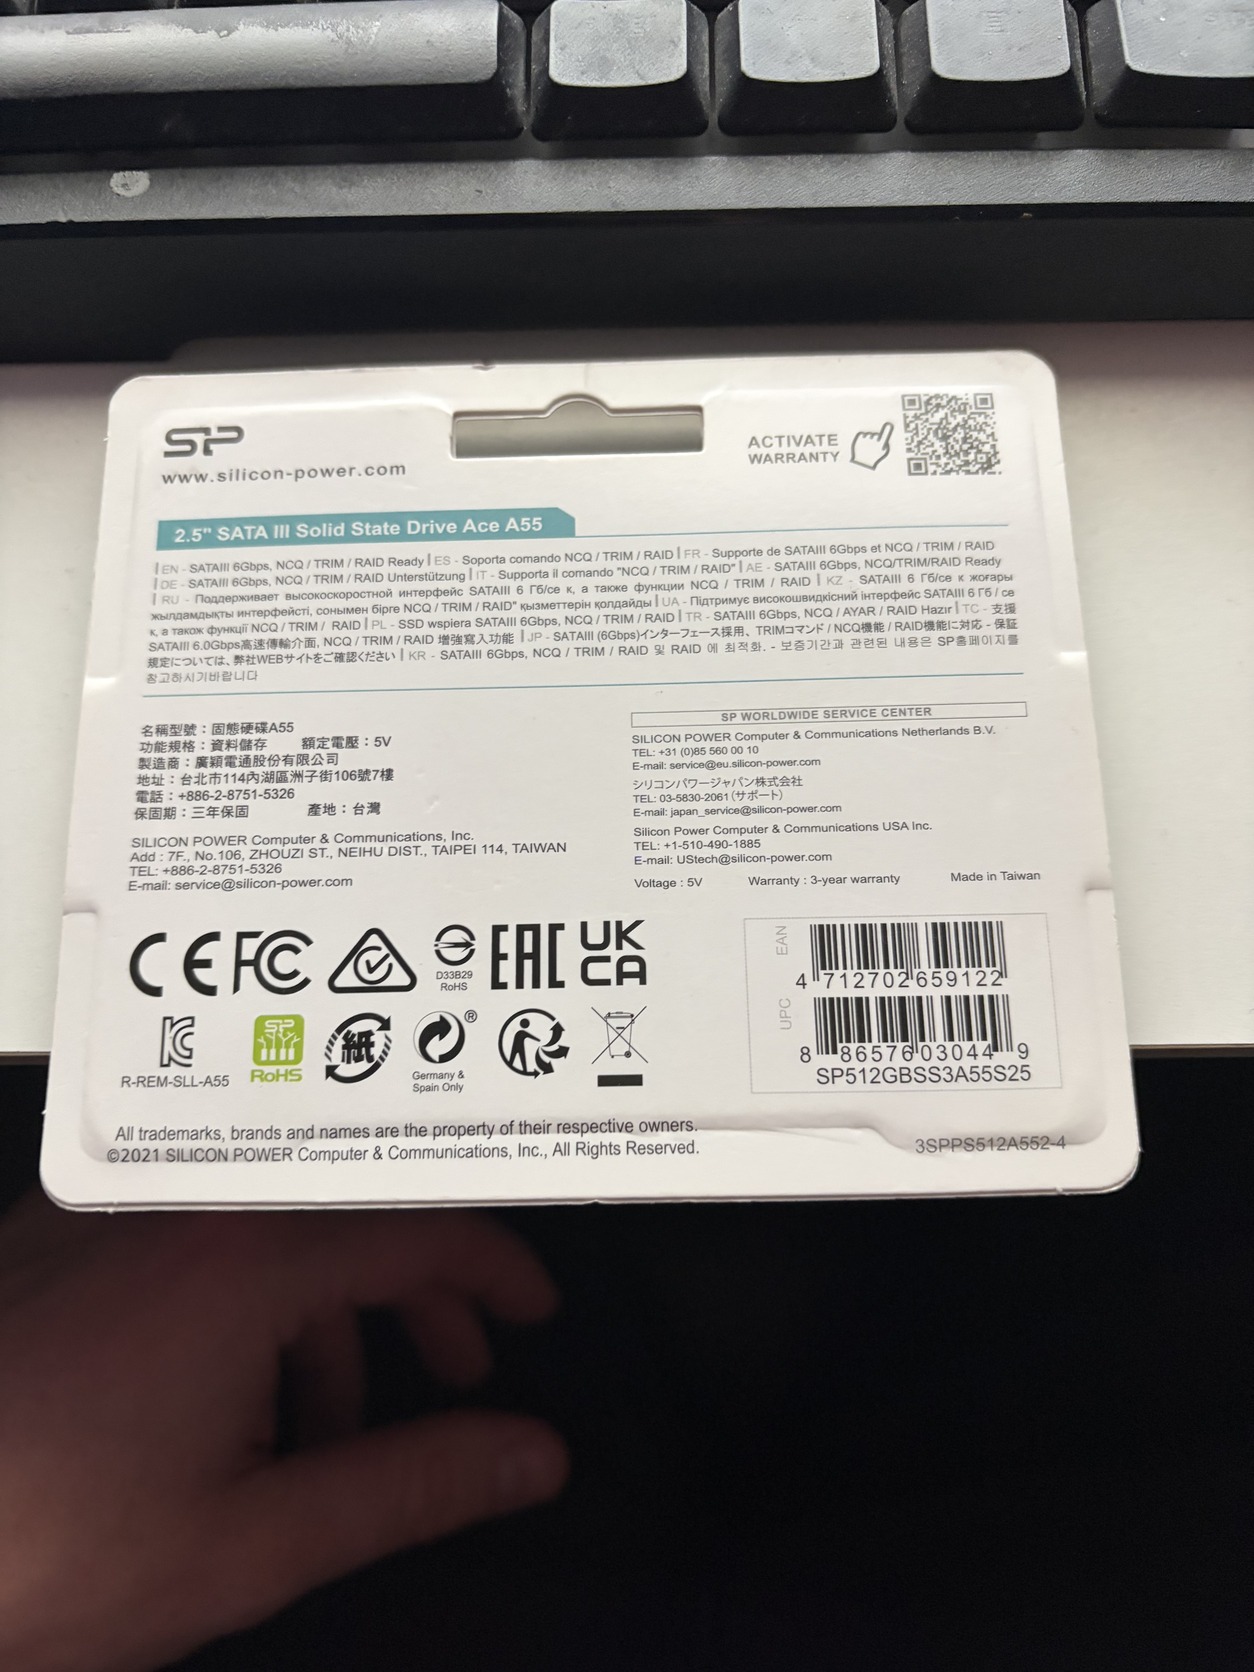 SP
www.silicon-power.com
ACTIVATE
WARRANTY
2.5" SATA III Solid State Drive Ace A55
EN - SATAIII 6Gbps, NCQ / TRIM / RAID Ready | ES - Soporta comando NCQ / TRIM / RAID | FR - Supporte de SATAIII 6Gbps et NCQ / TRIM / RAID
| DE - SATAIII 6Gbps, NCQ / TRIM / RAID Unterstützung | IT - Supporta il comando "NCQ / TRIM / RAID" | AE - SATAIII 6Gbps, NCQ/TRIM/RAID Ready
| RU - Поддерживает высокоскоростной интерфейс SATAIII 6 Гб/се к, а также функции NCQ / TRIM / RAID | KZ - SATAIII 6 Гб/се к жоғары
жылдамдықты интерфейсті, сонымен бірге NCQ / TRIM / RAID" қызметтерін қолдайды | UA - Підтримує високошвидкісний інтерфейс SATAIII 6 Гб / се
к, а також функції NCQ / TRIM / RAID | PL - SSD wspiera SATAIII 6Gbps, NCQ / TRIM / RAID | TR - SATAIII 6Gbps, NCQ / AYAR / RAID Hazır | TC - 支援
SATAIII 6.0Gbps高速傳輸介面, NCQ / TRIM / RAID 增強寫入功能 | JP - SATAIII (6Gbps)インターフェース採用、TRIMコマンド / NCQ機能 / RAID機能に対応 - 保証
規定については、弊社WEBサイトをご確認ください | KR - SATAIII 6Gbps, NCQ / TRIM / RAID 및 RAID 에 최적화. - 보증기간과 관련된 내용은 SP홈페이지를
참고하시기바랍니다
名稱型號：固態硬碟A55
功能規格：資料儲存 額定電壓：5V
製造商：廣穎電通股份有限公司
地址：台北市114內湖區洲子街106號7樓
電話：+886-2-8751-5326
保固期：三年保固 產地：台灣
SILICON POWER Computer & Communications, Inc.
Add : 7F., No.106, ZHOUZI ST., NEIHU DIST., TAIPEI 114, TAIWAN
TEL: +886-2-8751-5326
E-mail: service@silicon-power.com
SP WORLDWIDE SERVICE CENTER
SILICON POWER Computer & Communications Netherlands B.V.
TEL: +31 (0)85 560 00 10
E-mail: service@eu.silicon-power.com
シリコンパワージャパン株式会社
TEL: 03-5830-2061（サポート）
E-mail: japan_service@silicon-power.com
Silicon Power Computer & Communications USA Inc.
TEL: +1-510-490-1885
E-mail: UStech@silicon-power.com
Voltage : 5V Warranty : 3-year warranty Made in Taiwan
CE FC D33B29 RoHS EAC UK CA
R-REM-SLL-A55
SP
RoHS
紙
®
Germany &
Spain Only
EAN
4 712702 659122
UPC
8 86576 03044 9
SP512GBSS3A55S25
All trademarks, brands and names are the property of their respective owners.
©2021 SILICON POWER Computer & Communications, Inc., All Rights Reserved.
3SPPS512A552-4